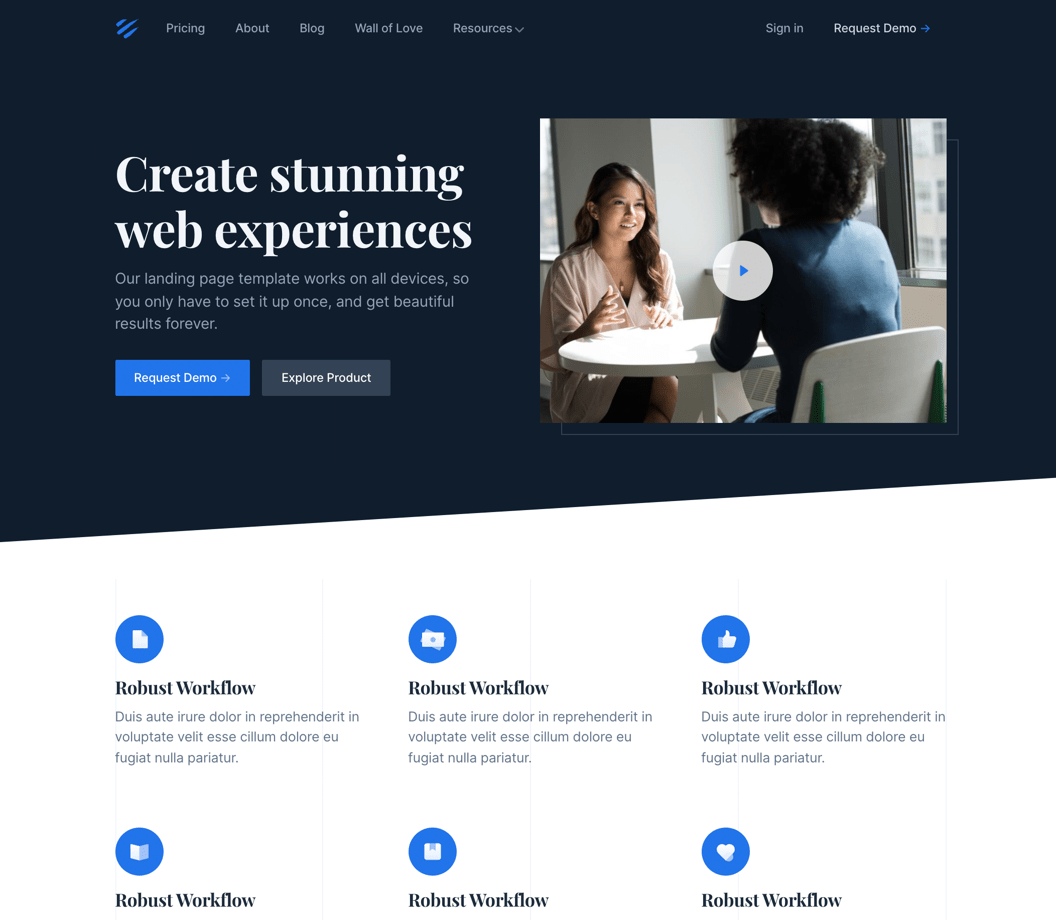 Pricing About Blog Wall of Love Resources Sign in Request Demo →
Create stunning
web experiences
Our landing page template works on all devices, so
you only have to set it up once, and get beautiful
results forever.
Request Demo → Explore Product
Robust Workflow Robust Workflow Robust Workflow
Duis aute irure dolor in reprehenderit in Duis aute irure dolor in reprehenderit in Duis aute irure dolor in reprehenderit in
voluptate velit esse cillum dolore eu voluptate velit esse cillum dolore eu voluptate velit esse cillum dolore eu
fugiat nulla pariatur. fugiat nulla pariatur. fugiat nulla pariatur.
Robust Workflow Robust Workflow Robust Workflow